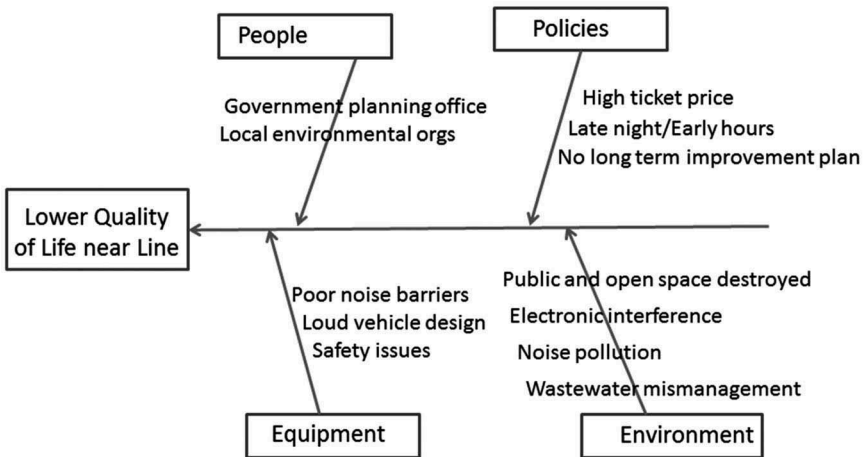 People
Policies
Government planning office
Local environmental orgs
High ticket price
Late night/Early hours
No long term improvement plan
Lower Quality
of Life near Line
Poor noise barriers
Loud vehicle design
Safety issues
Public and open space destroyed
Electronic interference
Noise pollution
Wastewater mismanagement
Equipment
Environment